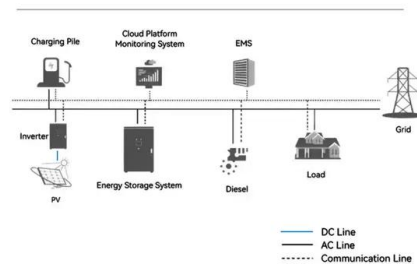 Charging Pile
Cloud Platform
Monitoring System
EMS
Grid
Inverter
PV
Energy Storage System
Diesel
Load
DC Line
AC Line
Communication Line